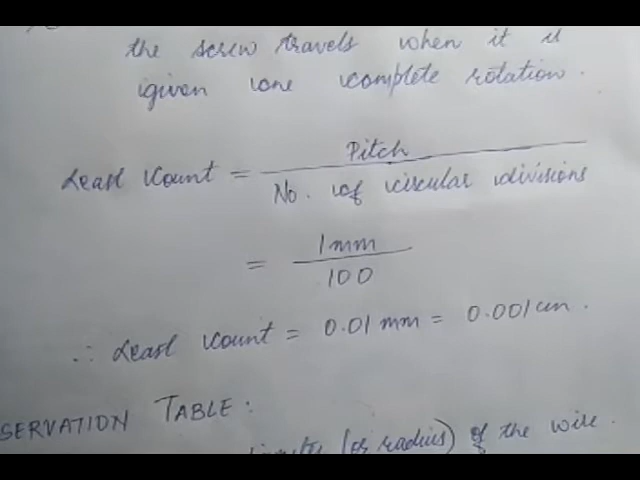 the screw travels when it is
given one complete rotation.
Least Count = Pitch / No. of circular divisions
= 1mm / 100
∴ Least Count = 0.01 mm = 0.001 cm.
SERVATION TABLE:
(or radius) of the wire.